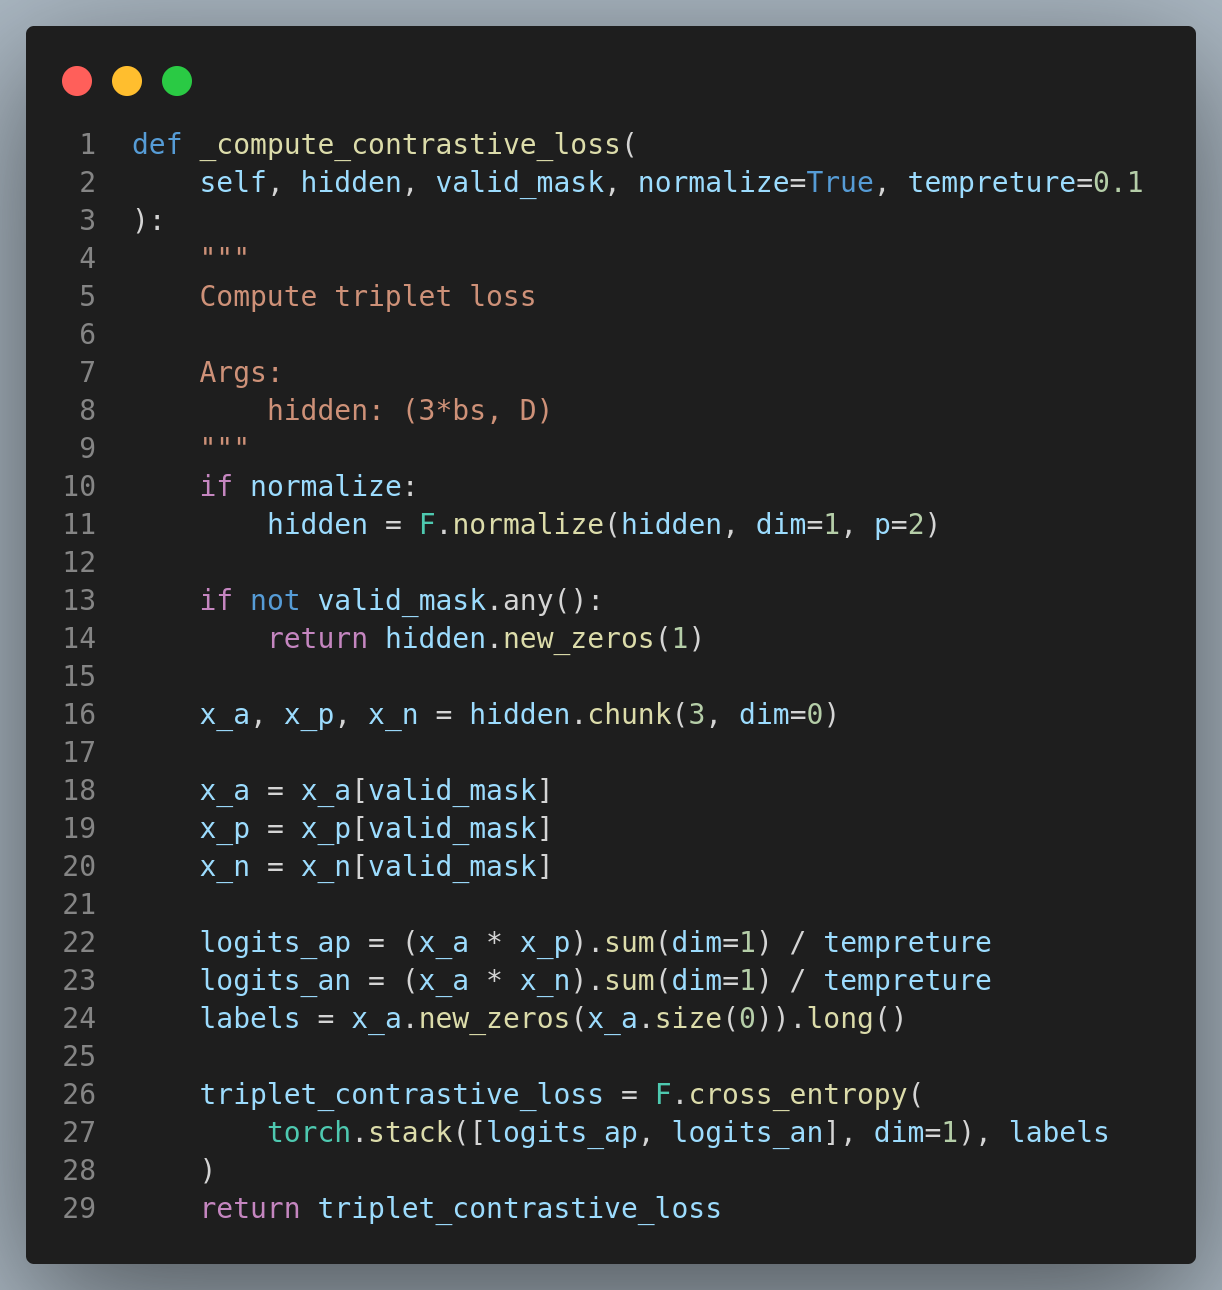 1 def _compute_contrastive_loss(
2     self, hidden, valid_mask, normalize=True, tempreture=0.1
3 ):
4     """
5     Compute triplet loss
6
7     Args:
8         hidden: (3*bs, D)
9     """
10     if normalize:
11         hidden = F.normalize(hidden, dim=1, p=2)
12
13     if not valid_mask.any():
14         return hidden.new_zeros(1)
15
16     x_a, x_p, x_n = hidden.chunk(3, dim=0)
17
18     x_a = x_a[valid_mask]
19     x_p = x_p[valid_mask]
20     x_n = x_n[valid_mask]
21
22     logits_ap = (x_a * x_p).sum(dim=1) / tempreture
23     logits_an = (x_a * x_n).sum(dim=1) / tempreture
24     labels = x_a.new_zeros(x_a.size(0)).long()
25
26     triplet_contrastive_loss = F.cross_entropy(
27         torch.stack([logits_ap, logits_an], dim=1), labels
28     )
29     return triplet_contrastive_loss